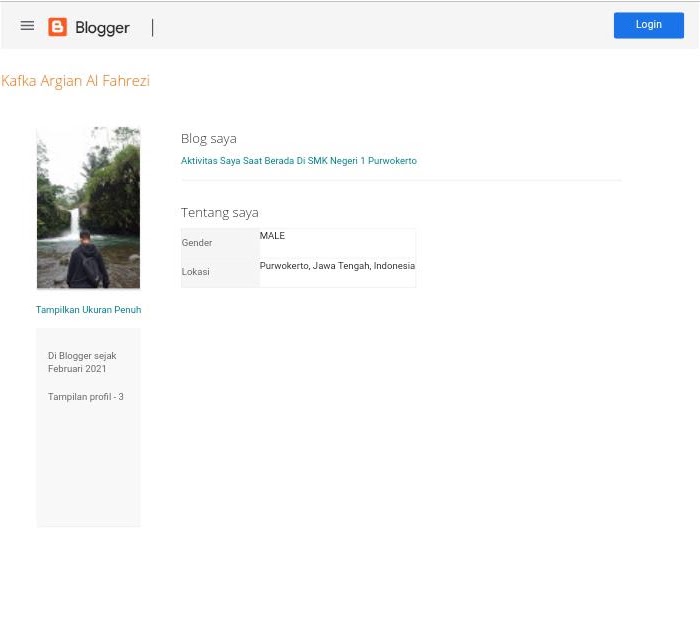 Blogger
Login
Kafka Argian Al Fahrezi
Blog saya
Aktivitas Saya Saat Berada Di SMK Negeri 1 Purwokerto
Tentang saya
Gender MALE
Lokasi Purwokerto, Jawa Tengah, Indonesia
Tampilkan Ukuran Penuh
Di Blogger sejak
Februari 2021
Tampilan profil - 3